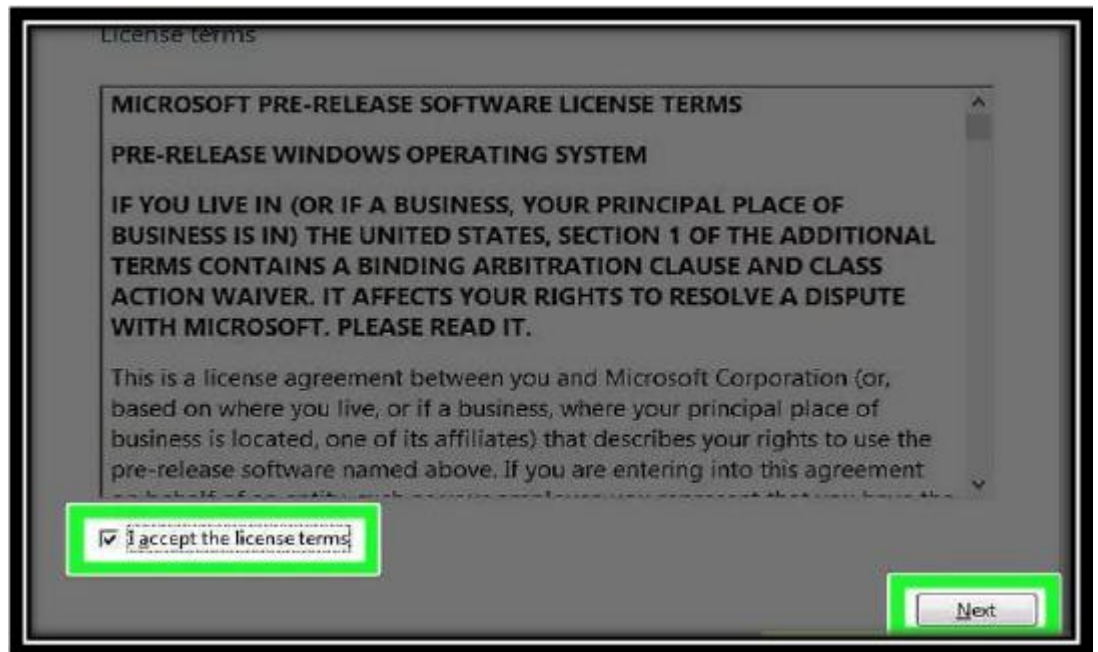 License terms
MICROSOFT PRE-RELEASE SOFTWARE LICENSE TERMS
PRE-RELEASE WINDOWS OPERATING SYSTEM
IF YOU LIVE IN (OR IF A BUSINESS, YOUR PRINCIPAL PLACE OF
BUSINESS IS IN) THE UNITED STATES, SECTION 1 OF THE ADDITIONAL
TERMS CONTAINS A BINDING ARBITRATION CLAUSE AND CLASS
ACTION WAIVER. IT AFFECTS YOUR RIGHTS TO RESOLVE A DISPUTE
WITH MICROSOFT. PLEASE READ IT.
This is a license agreement between you and Microsoft Corporation (or,
based on where you live, or if a business, where your principal place of
business is located, one of its affiliates) that describes your rights to use the
pre-release software named above. If you are entering into this agreement
I accept the license terms
Next